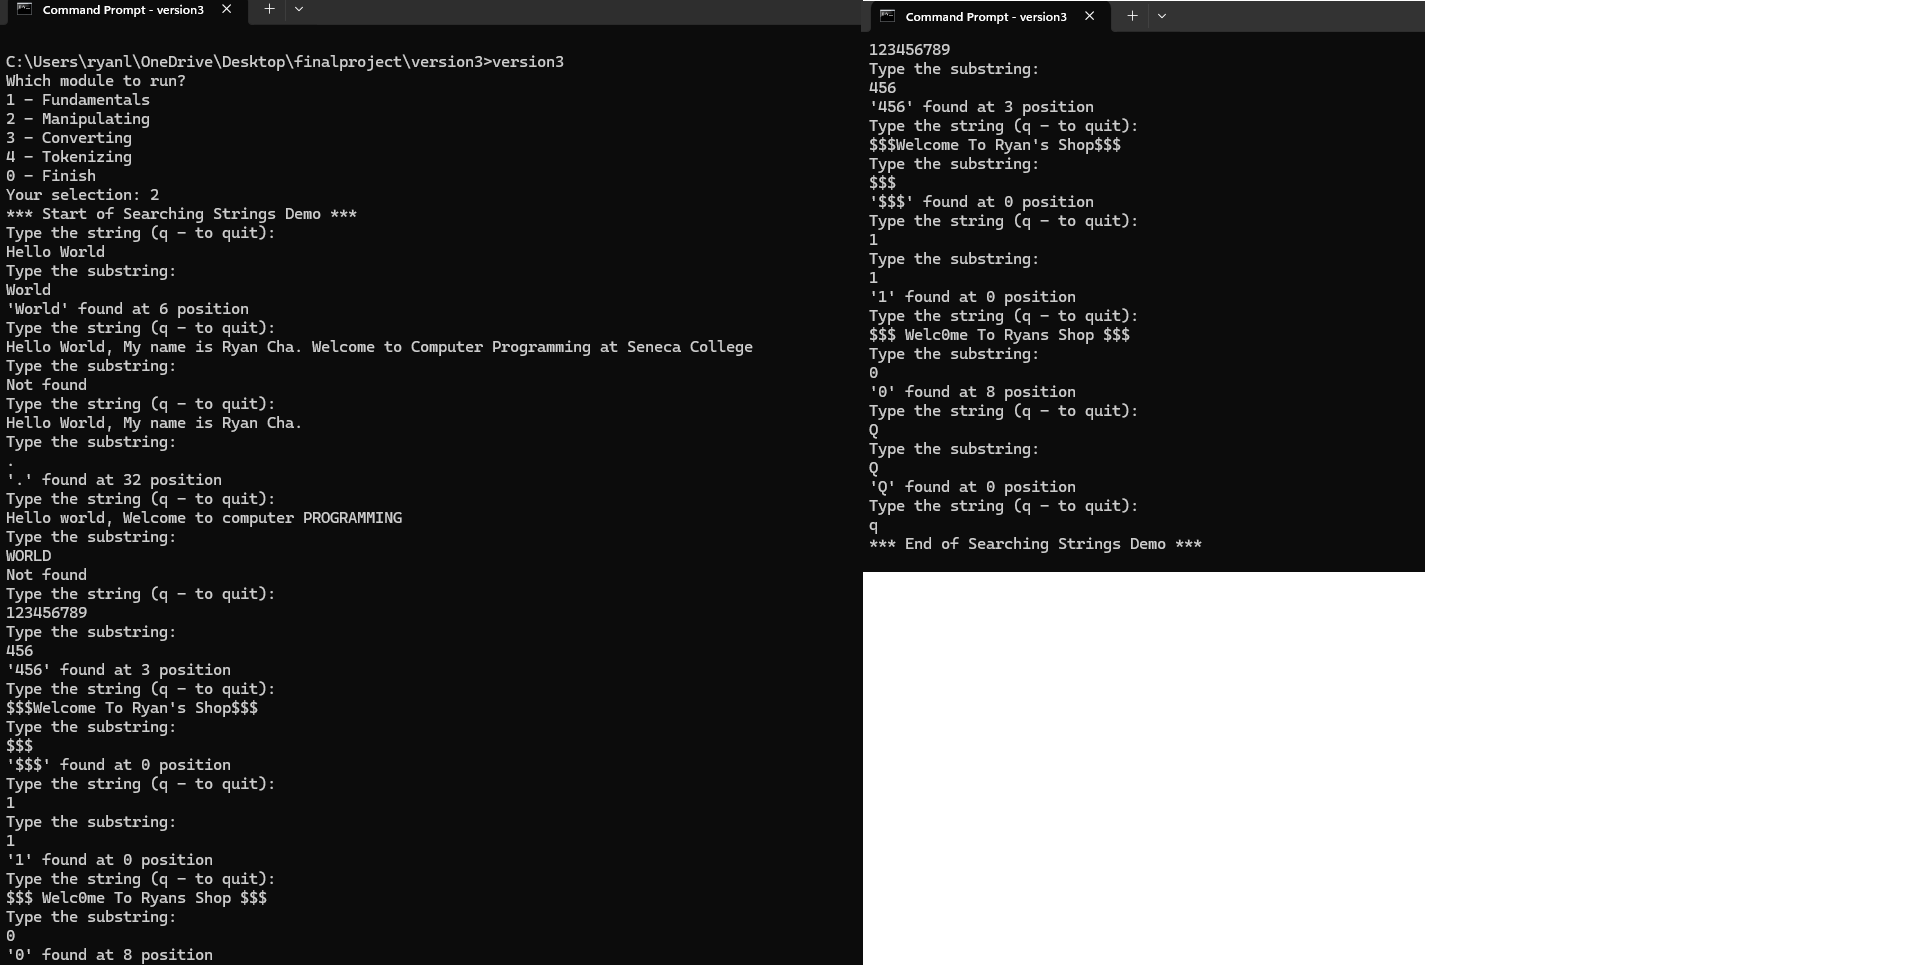 Command Prompt - version3
C:\Users\ryanl\OneDrive\Desktop\finalproject\version3>version3
Which module to run?
1 - Fundamentals
2 - Manipulating
3 - Converting
4 - Tokenizing
0 - Finish
Your selection: 2
*** Start of Searching Strings Demo ***
Type the string (q - to quit):
Hello World
Type the substring:
World
'World' found at 6 position
Type the string (q - to quit):
Hello World, My name is Ryan Cha. Welcome to Computer Programming at Seneca College
Type the substring:
Not found
Type the string (q - to quit):
Hello World, My name is Ryan Cha.
Type the substring:
.
'.' found at 32 position
Type the string (q - to quit):
Hello world, Welcome to computer PROGRAMMING
Type the substring:
WORLD
Not found
Type the string (q - to quit):
123456789
Type the substring:
456
'456' found at 3 position
Type the string (q - to quit):
$$$Welcome To Ryan's Shop$$$
Type the substring:
$$$
'$$$' found at 0 position
Type the string (q - to quit):
1
Type the substring:
1
'1' found at 0 position
Type the string (q - to quit):
$$$ Welc0me To Ryans Shop $$$
Type the substring:
0
'0' found at 8 position
Command Prompt - version3
123456789
Type the substring:
456
'456' found at 3 position
Type the string (q - to quit):
$$$Welcome To Ryan's Shop$$$
Type the substring:
$$$
'$$$' found at 0 position
Type the string (q - to quit):
1
Type the substring:
1
'1' found at 0 position
Type the string (q - to quit):
$$$ Welc0me To Ryans Shop $$$
Type the substring:
0
'0' found at 8 position
Type the string (q - to quit):
Q
Type the substring:
Q
'Q' found at 0 position
Type the string (q - to quit):
q
*** End of Searching Strings Demo ***